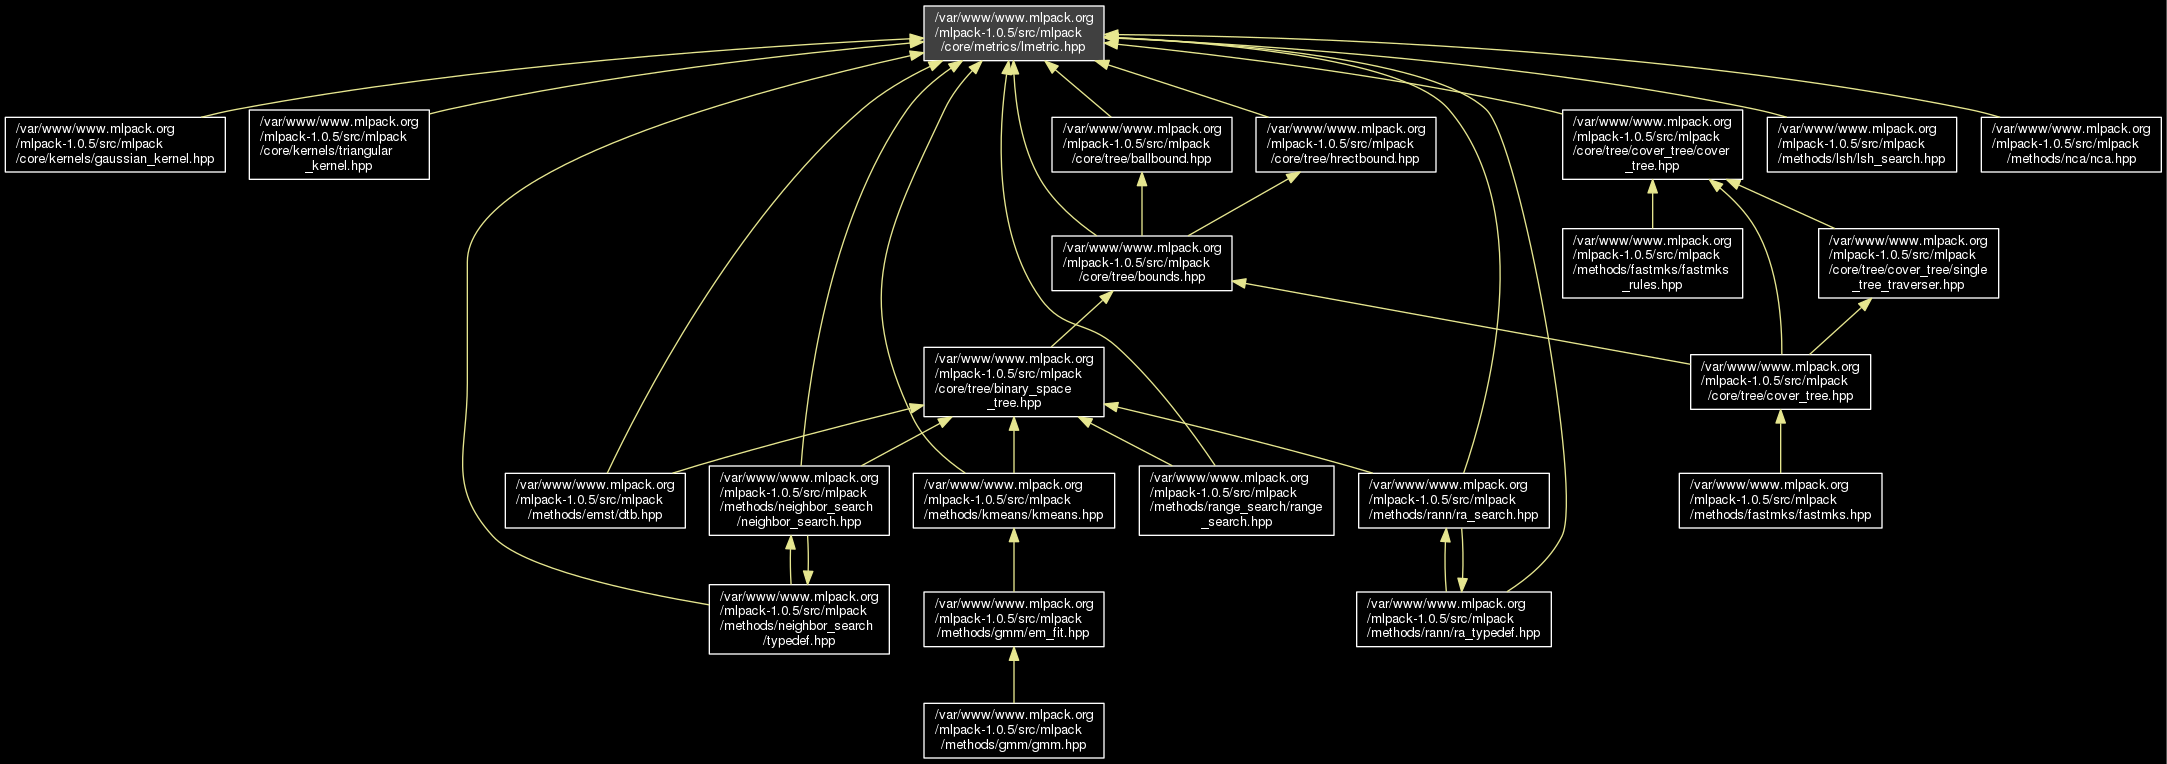 /var/www/www.mlpack.org
/mlpack-1.0.5/src/mlpack
/core/metrics/lmetric.hpp
/var/www/www.mlpack.org
/mlpack-1.0.5/src/mlpack
/core/kernels/gaussian_kernel.hpp
/var/www/www.mlpack.org
/mlpack-1.0.5/src/mlpack
/core/kernels/triangular
_kernel.hpp
/var/www/www.mlpack.org
/mlpack-1.0.5/src/mlpack
/core/tree/ballbound.hpp
/var/www/www.mlpack.org
/mlpack-1.0.5/src/mlpack
/core/tree/hrectbound.hpp
/var/www/www.mlpack.org
/mlpack-1.0.5/src/mlpack
/core/tree/cover_tree/cover
_tree.hpp
/var/www/www.mlpack.org
/mlpack-1.0.5/src/mlpack
/methods/lsh/lsh_search.hpp
/var/www/www.mlpack.org
/mlpack-1.0.5/src/mlpack
/methods/nca/nca.hpp
/var/www/www.mlpack.org
/mlpack-1.0.5/src/mlpack
/core/tree/bounds.hpp
/var/www/www.mlpack.org
/mlpack-1.0.5/src/mlpack
/methods/fastmks/fastmks
_rules.hpp
/var/www/www.mlpack.org
/mlpack-1.0.5/src/mlpack
/core/tree/cover_tree/single
_tree_traverser.hpp
/var/www/www.mlpack.org
/mlpack-1.0.5/src/mlpack
/core/tree/binary_space
_tree.hpp
/var/www/www.mlpack.org
/mlpack-1.0.5/src/mlpack
/core/tree/cover_tree.hpp
/var/www/www.mlpack.org
/mlpack-1.0.5/src/mlpack
/methods/emst/dtb.hpp
/var/www/www.mlpack.org
/mlpack-1.0.5/src/mlpack
/methods/neighbor_search
/neighbor_search.hpp
/var/www/www.mlpack.org
/mlpack-1.0.5/src/mlpack
/methods/kmeans/kmeans.hpp
/var/www/www.mlpack.org
/mlpack-1.0.5/src/mlpack
/methods/range_search/range
_search.hpp
/var/www/www.mlpack.org
/mlpack-1.0.5/src/mlpack
/methods/rann/ra_search.hpp
/var/www/www.mlpack.org
/mlpack-1.0.5/src/mlpack
/methods/fastmks/fastmks.hpp
/var/www/www.mlpack.org
/mlpack-1.0.5/src/mlpack
/methods/neighbor_search
/typedef.hpp
/var/www/www.mlpack.org
/mlpack-1.0.5/src/mlpack
/methods/gmm/em_fit.hpp
/var/www/www.mlpack.org
/mlpack-1.0.5/src/mlpack
/methods/rann/ra_typedef.hpp
/var/www/www.mlpack.org
/mlpack-1.0.5/src/mlpack
/methods/gmm/gmm.hpp